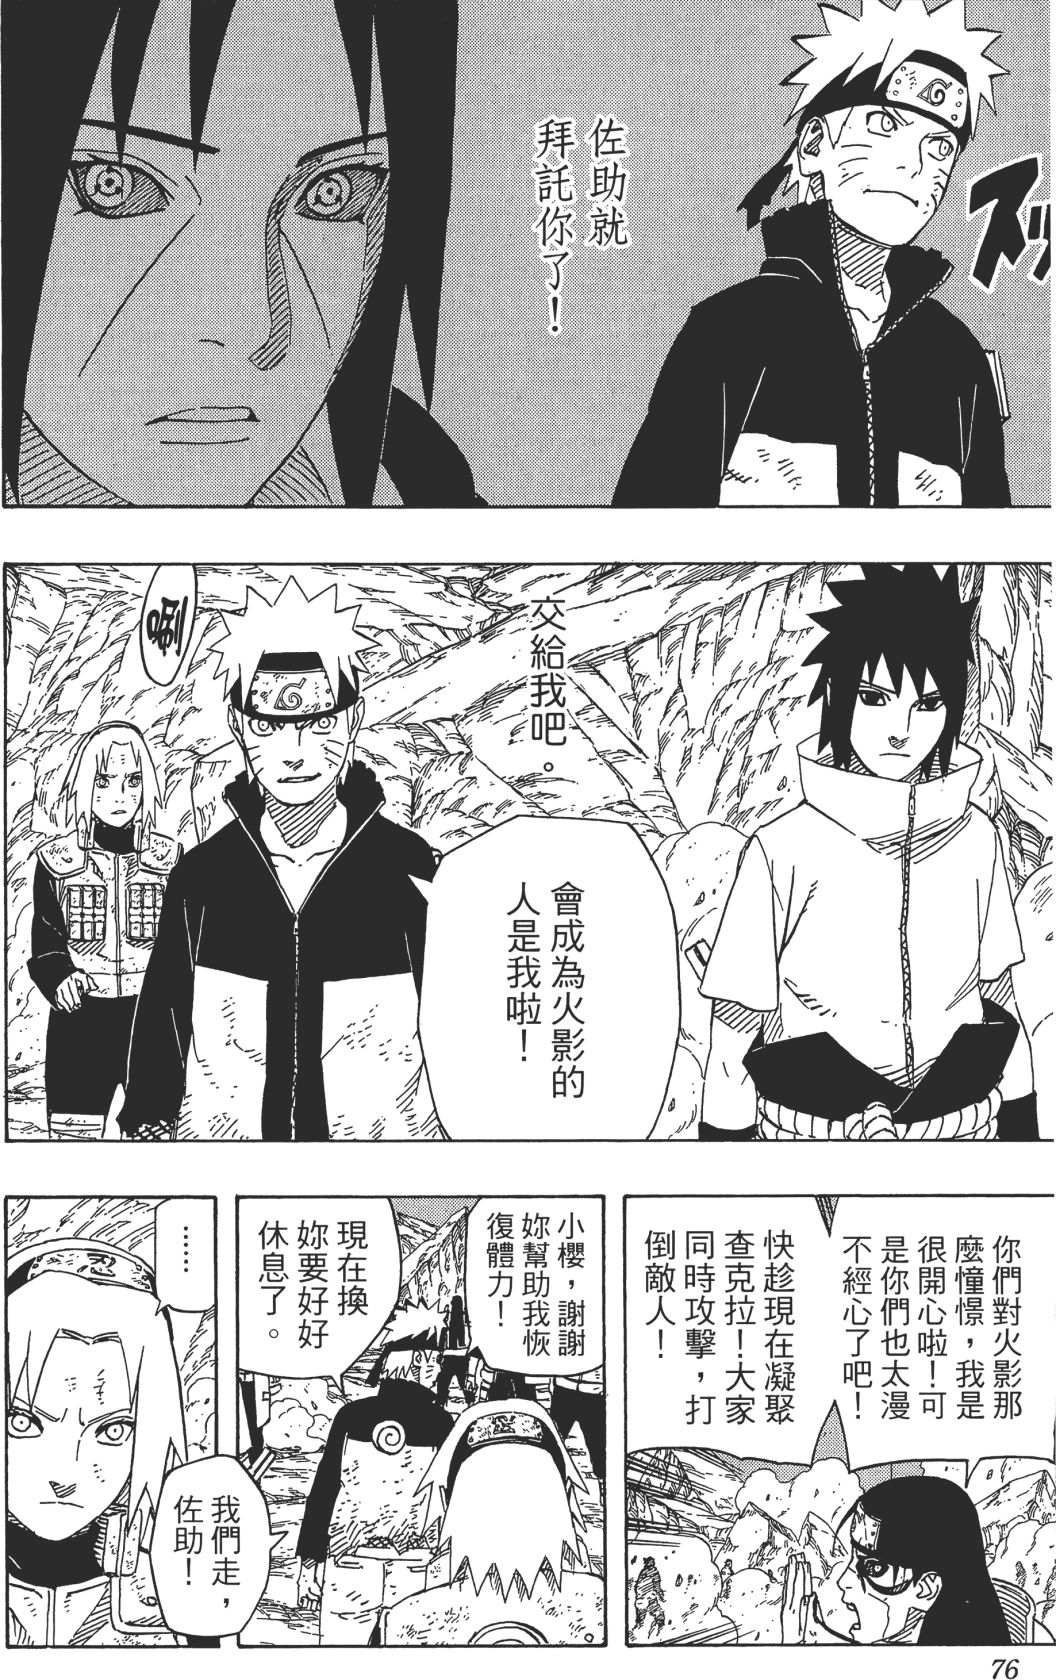 佐助就
拜託你了！
交給我吧。
唰
會成為火影的
人是我啦！
你們對火影那
麼憧憬，我是
很開心啦！可
是你們也太漫
不經心了吧！
快趁現在凝聚
查克拉！大家
同時攻擊，打
倒敵人！
小櫻，謝謝
妳幫助我恢
復體力！
現在換
妳要好好
休息了。
……
我們走，
佐助！
76